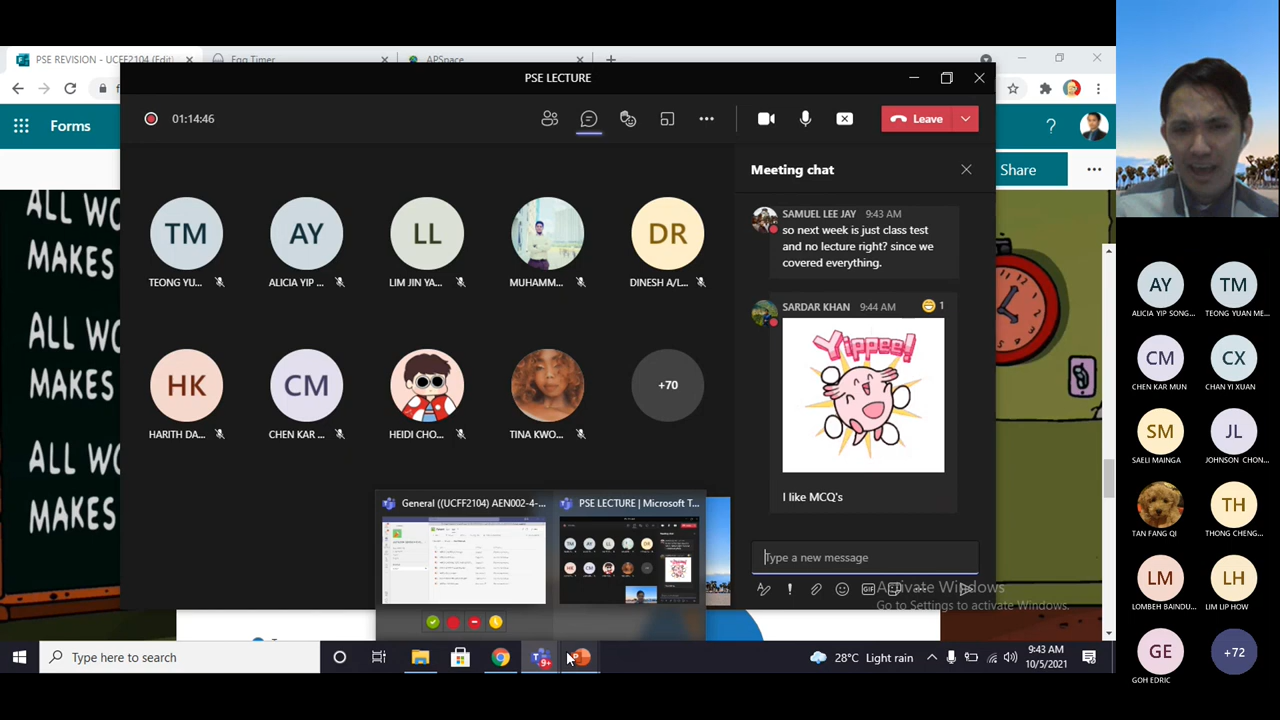 PSE REVISION - UCFF2104 (Edit)
Egg Timer
APSpace
PSE LECTURE
Forms
01:14:46
Leave
Share
ALL WO
MAKES
ALL WO
MAKES
ALL WO
MAKES
Meeting chat
SAMUEL LEE JAY 9:43 AM
so next week is just class test
and no lecture right? since we
covered everything.
SARDAR KHAN 9:44 AM
1
Yippee!
I like MCQ's
Type a new message
GIF
TM
AY
LL
DR
TEONG YU...
ALICIA YIP ...
LIM JIN YA...
MUHAMM...
DINESH A/L...
HK
CM
+70
HARITH DA...
CHEN KAR ...
HEIDI CHO...
TINA KWO...
General ((UCFF2104) AEN002-4-...
PSE LECTURE | Microsoft T...
Activate Windows
Go to Settings to activate Windows.
Type here to search
9+
28°C Light rain
9:43 AM
10/5/2021
AY
TM
ALICIA YIP SONG...
TEONG YUAN ME...
CM
CX
CHEN KAR MUN
CHAN YI XUAN
SM
JL
SAELI MAINGA
JOHNSON CHON...
TH
TAN FANG QI
THONG CHENG...
LM
LH
LOMBEH BAINDU...
LIM LIP HOW
GE
+72
GOH EDRIC